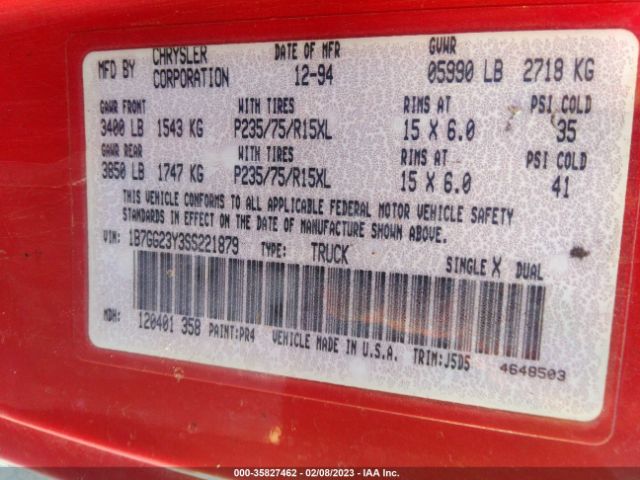 MFD BY CHRYSLER CORPORATION DATE OF MFR 12-94 GVWR 05990 LB 2718 KG
GAWR FRONT WITH TIRES RIMS AT PSI COLD
3400 LB 1543 KG P235/75/R15XL 15 X 6.0 35
GAWR REAR WITH TIRES RIMS AT PSI COLD
3850 LB 1747 KG P235/75/R15XL 15 X 6.0 41
THIS VEHICLE CONFORMS TO ALL APPLICABLE FEDERAL MOTOR VEHICLE SAFETY
STANDARDS IN EFFECT ON THE DATE OF MANUFACTURE SHOWN ABOVE.
VIN: 1B7GG23Y3SS221879 TYPE: TRUCK SINGLE X DUAL
MDH: 120401 358 PAINT:PR4 VEHICLE MADE IN U.S.A. TRIM:J5D5 4648503
000-35827462 - 02/08/2023 - IAA Inc.